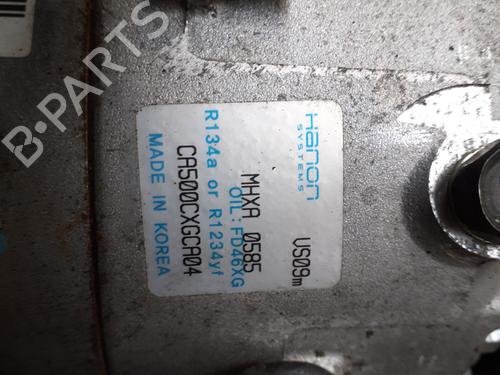 hanon
SYSTEMS
VS09m
MHXA 0585
OIL: FD46XG
R134a or R1234yf
CA500CXGCA04
MADE IN KOREA
B-PARTS